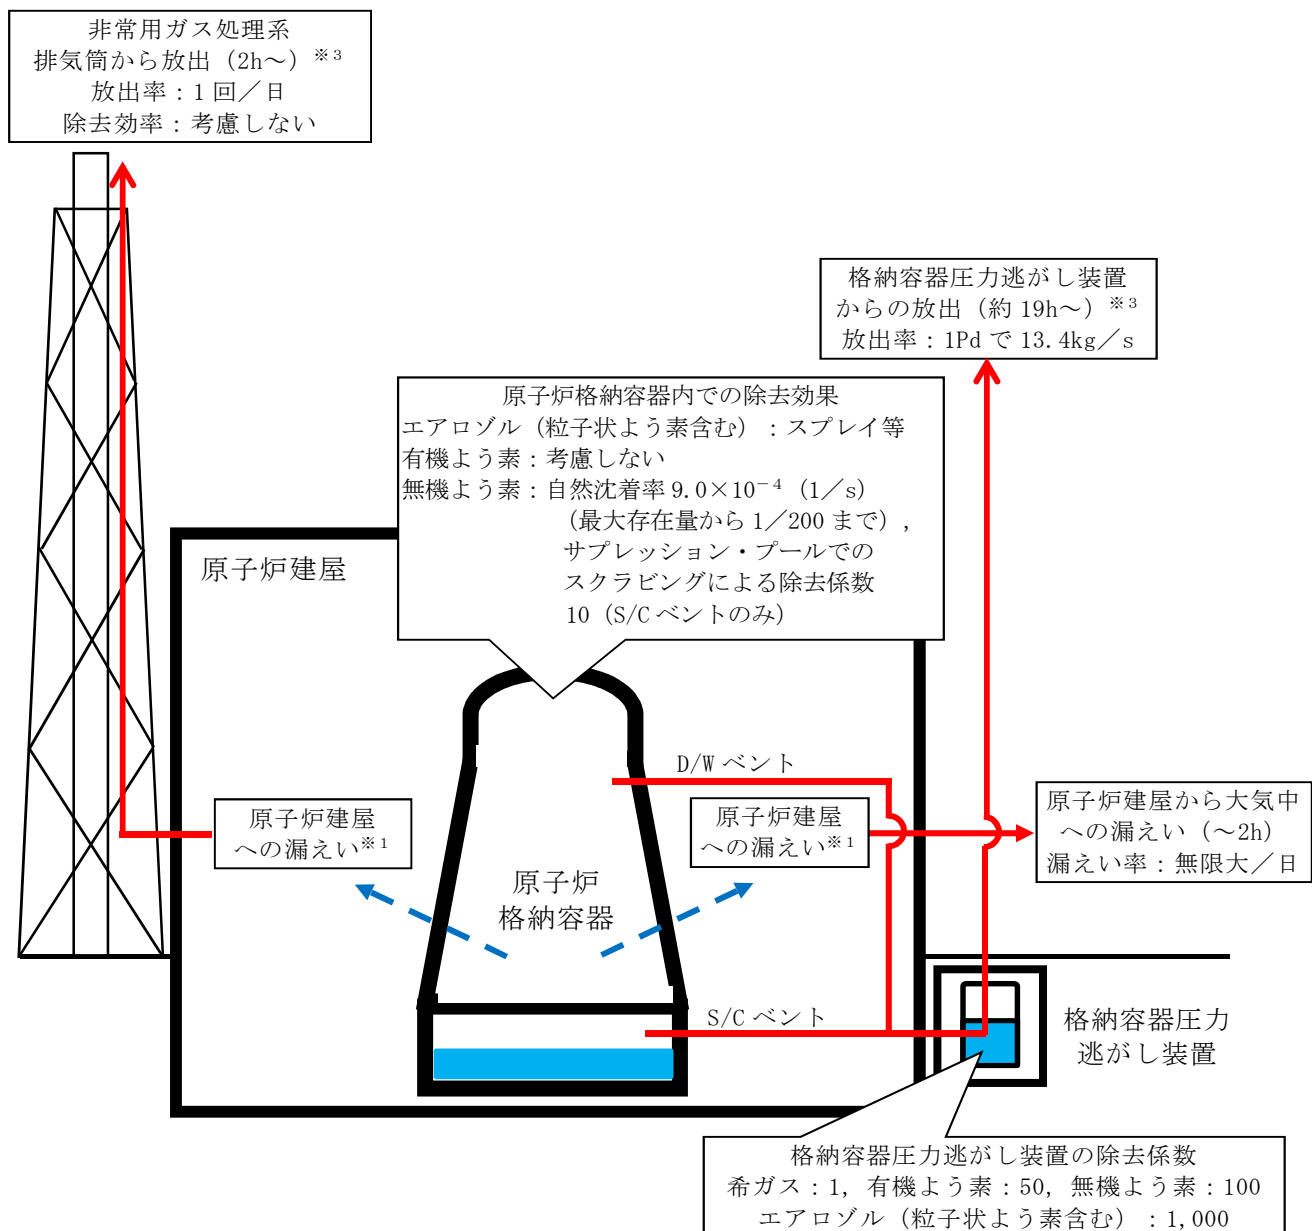 非常用ガス処理系
排気筒から放出（2h～）※３
放出率：1回／日
除去効率：考慮しない
格納容器圧力逃がし装置
からの放出（約19h～）※３
放出率：1Pdで13.4kg／s
原子炉格納容器内での除去効果
エアロゾル（粒子状よう素含む）：スプレイ等
有機よう素：考慮しない
無機よう素：自然沈着率9.0×10⁻⁴（1／s）
（最大存在量から1／200まで），
サプレッション・プールでの
スクラビングによる除去係数
10（S/Cベントのみ）
原子炉建屋
D/Wベント
原子炉建屋
への漏えい※１
原子炉建屋
への漏えい※１
原子炉建屋から大気中
への漏えい（～2h）
漏えい率：無限大／日
原子炉
格納容器
S/Cベント
格納容器圧力
逃がし装置
格納容器圧力逃がし装置の除去係数
希ガス：1，有機よう素：50，無機よう素：100
エアロゾル（粒子状よう素含む）：1,000